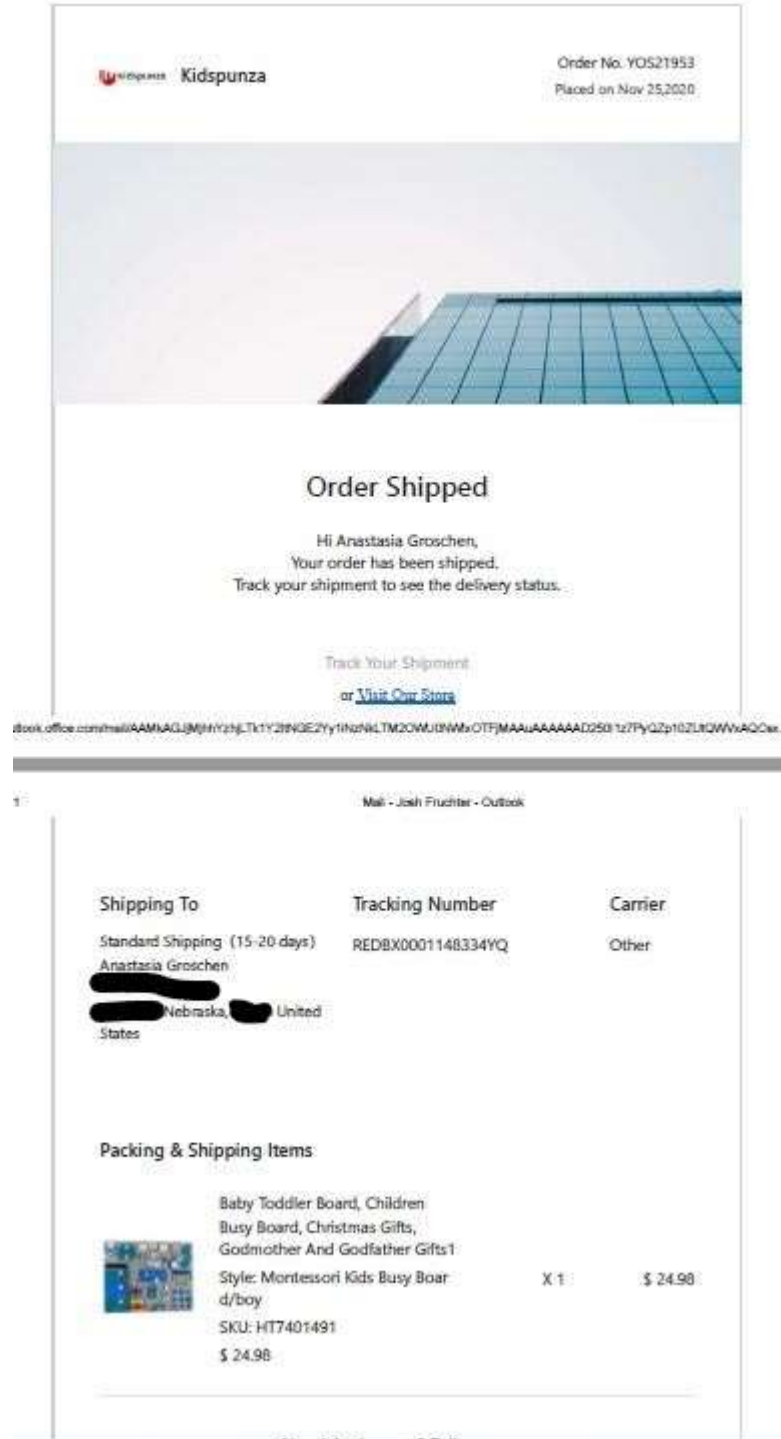 Kidspunza
Order No. YOS21953
Placed on Nov 25,2020
Order Shipped
Hi Anastasia Groschen,
Your order has been shipped.
Track your shipment to see the delivery status.
Track Your Shipment
or Visit Our Store
1
Mail - Josh Fruchter - Outlook
Shipping To
Tracking Number
Carrier
Standard Shipping (15-20 days)
REDBX0001148334YQ
Other
Anastasia Groschen
Nebraska, United
States
Packing & Shipping Items
Baby Toddler Board, Children
Busy Board, Christmas Gifts,
Godmother And Godfather Gifts1
Style: Montessori Kids Busy Boar
d/boy
X 1
$ 24.98
SKU: HT7401491
$ 24.98